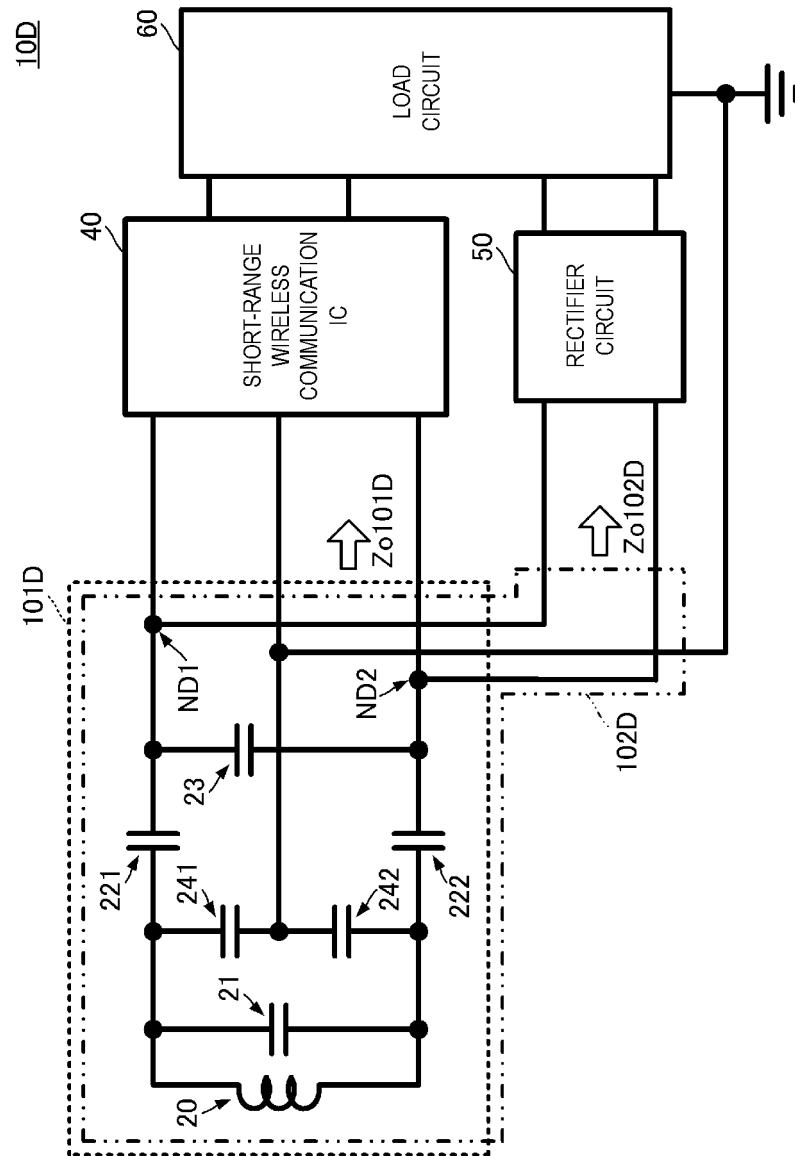 10D
101D
20
21
221
241
242
222
23
ND1
ND2
Zo101D
102D
Zo102D
40
SHORT-RANGE
WIRELESS
COMMUNICATION
IC
50
RECTIFIER
CIRCUIT
60
LOAD
CIRCUIT